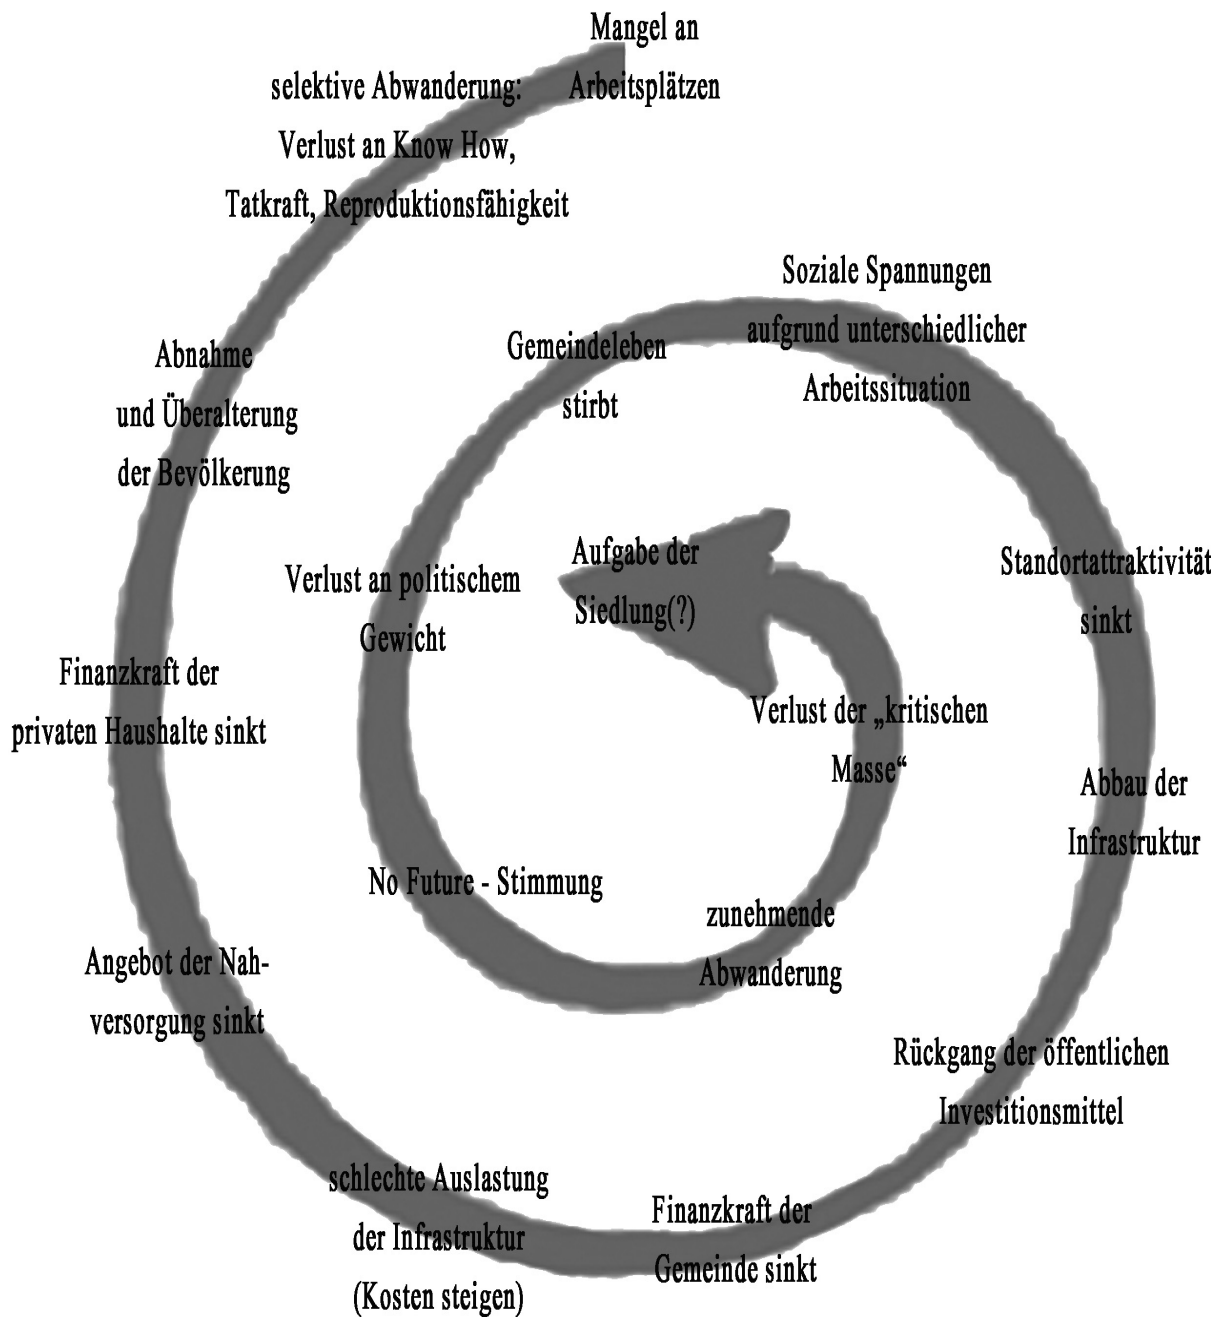 Mangel an
Arbeitsplätzen
selektive Abwanderung:
Verlust an Know How,
Tatkraft, Reproduktionsfähigkeit
Abnahme
und Überalterung
der Bevölkerung
Finanzkraft der
privaten Haushalte sinkt
Angebot der Nah-
versorgung sinkt
schlechte Auslastung
der Infrastruktur
(Kosten steigen)
Finanzkraft der
Gemeinde sinkt
Rückgang der öffentlichen
Investitionsmittel
Abbau der
Infrastruktur
Standortattraktivität
sinkt
Soziale Spannungen
aufgrund unterschiedlicher
Arbeitssituation
Gemeindeleben
stirbt
Verlust an politischem
Gewicht
No Future - Stimmung
zunehmende
Abwanderung
Verlust der „kritischen
Masse“
Aufgabe der
Siedlung(?)